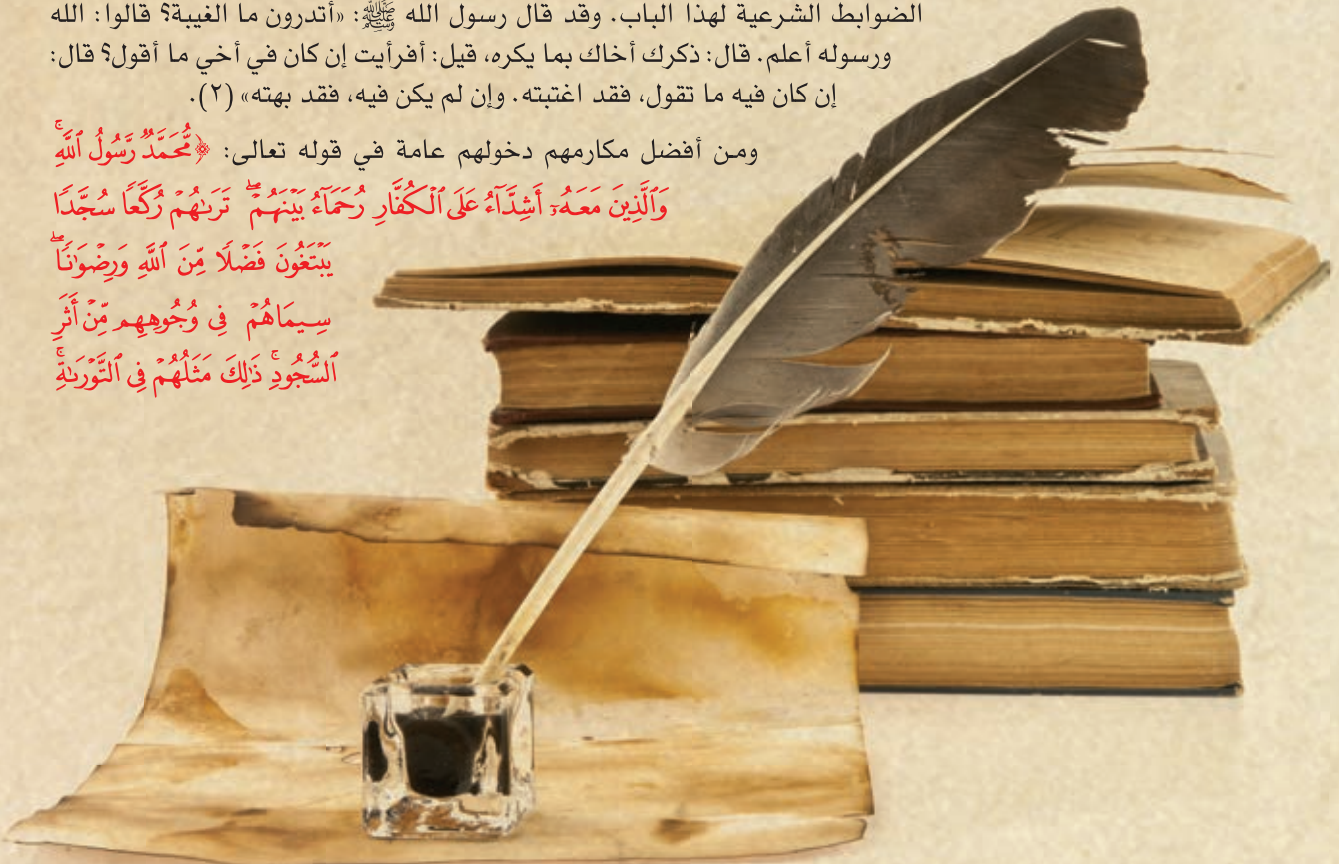 الضوابط الشرعية لهذا الباب. وقد قال رسول الله ﷺ: «أتدرون ما الغيبة؟ قالوا: الله
ورسوله أعلم. قال: ذكرك أخاك بما يكره، قيل: أفرأيت إن كان في أخي ما أقول؟ قال:
إن كان فيه ما تقول، فقد اغتبته. وإن لم يكن فيه، فقد بهته» (٢).
ومن أفضل مكارمهم دخولهم عامة في قوله تعالى: ﴿مُّحَمَّدٌ رَّسُولُ ٱللَّهِۚ
وَٱلَّذِينَ مَعَهُۥٓ أَشِدَّآءُ عَلَى ٱلْكُفَّارِ رُحَمَآءُ بَيْنَهُمْۖ تَرَىٰهُمْ رُكَّعًا سُجَّدًا
يَبْتَغُونَ فَضْلًا مِّنَ ٱللَّهِ وَرِضْوَٰنًاۖ
سِيمَاهُمْ فِى وُجُوهِهِم مِّنْ أَثَرِ
ٱلسُّجُودِۚ ذَٰلِكَ مَثَلُهُمْ فِى ٱلتَّوْرَىٰةِۚ